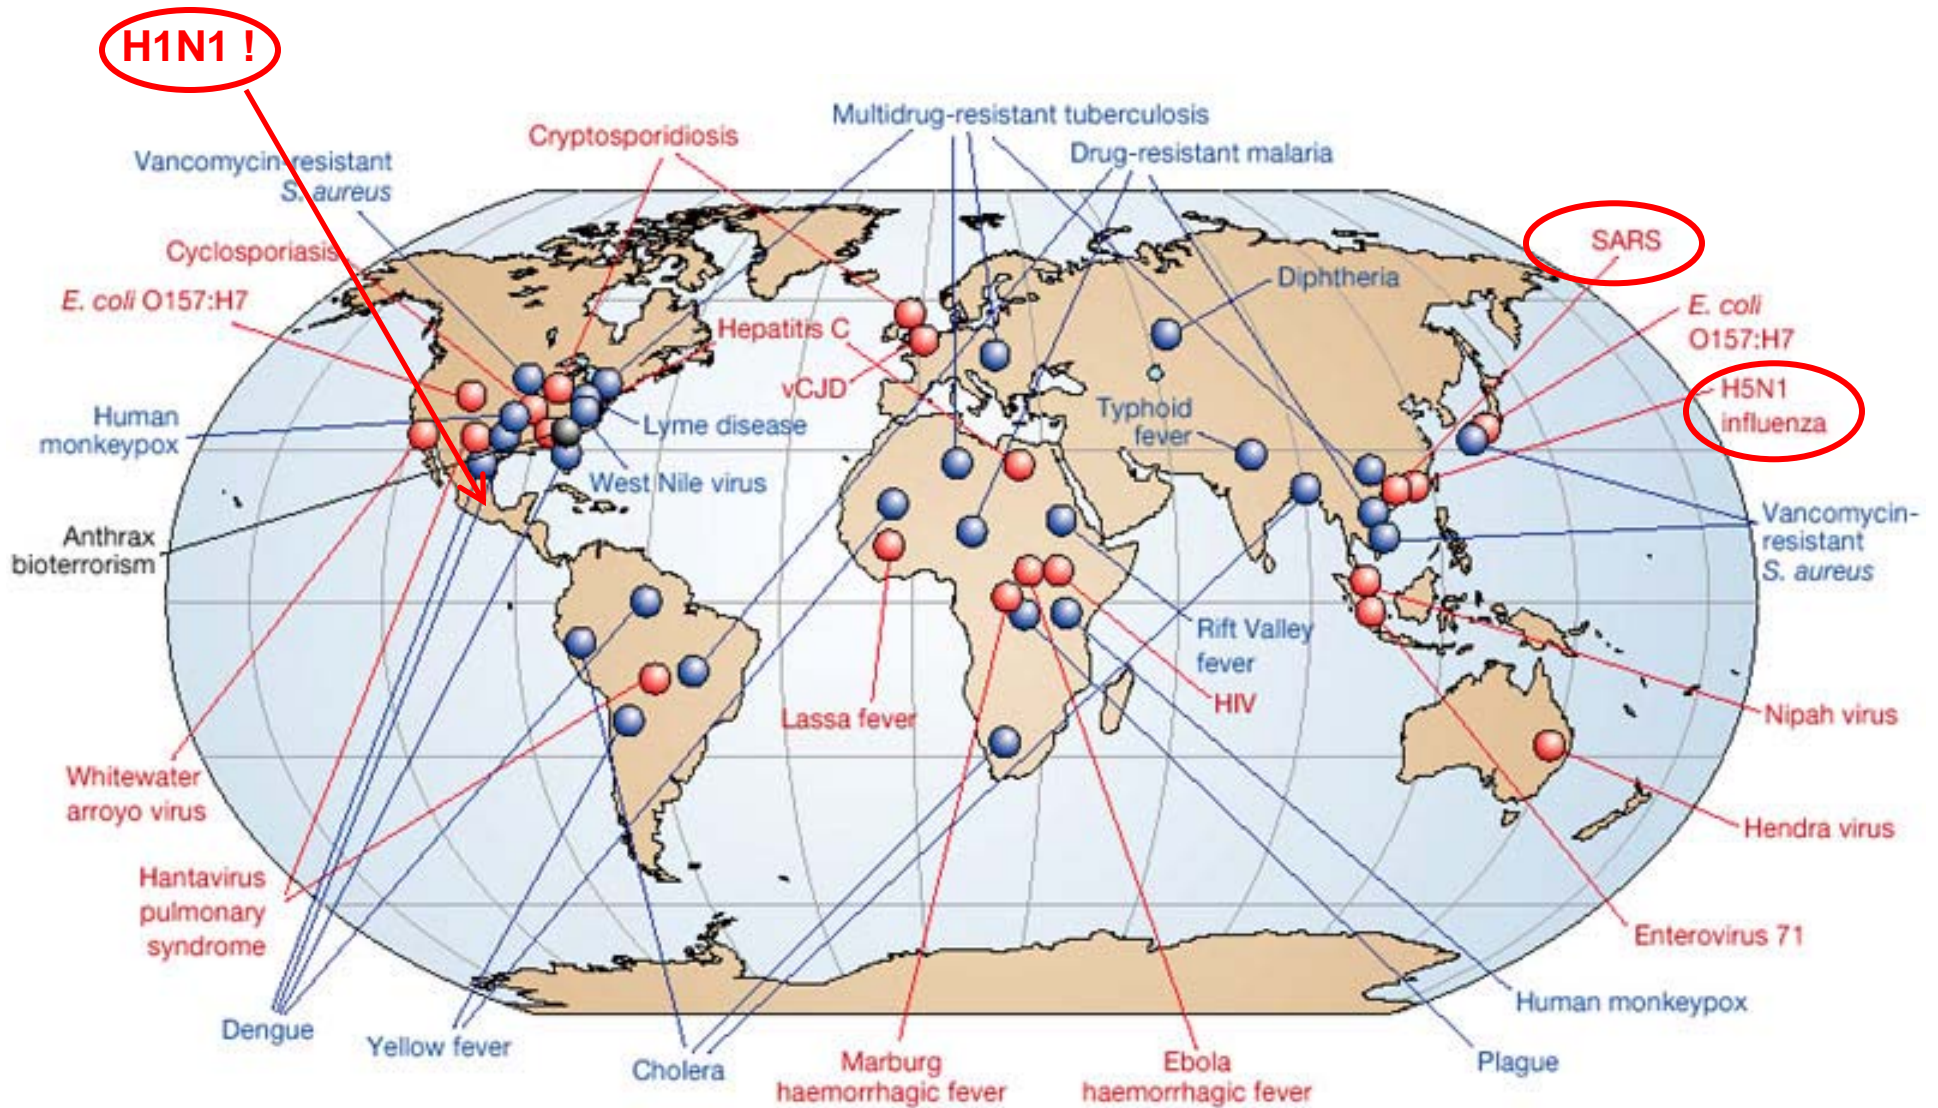 H1N1 !
Multidrug-resistant tuberculosis
Cryptosporidiosis
Drug-resistant malaria
Vancomycin-resistant
S. aureus
SARS
Cyclosporiasis
Diphtheria
E. coli O157:H7
E. coli
O157:H7
Hepatitis C
vCJD
H5N1
influenza
Human
monkeypox
Lyme disease
Typhoid
fever
West Nile virus
Anthrax
bioterrorism
Vancomycin-
resistant
S. aureus
Rift Valley
fever
HIV
Lassa fever
Nipah virus
Whitewater
arroyo virus
Hendra virus
Hantavirus
pulmonary
syndrome
Enterovirus 71
Human monkeypox
Dengue
Yellow fever
Cholera
Marburg
haemorrhagic fever
Ebola
haemorrhagic fever
Plague